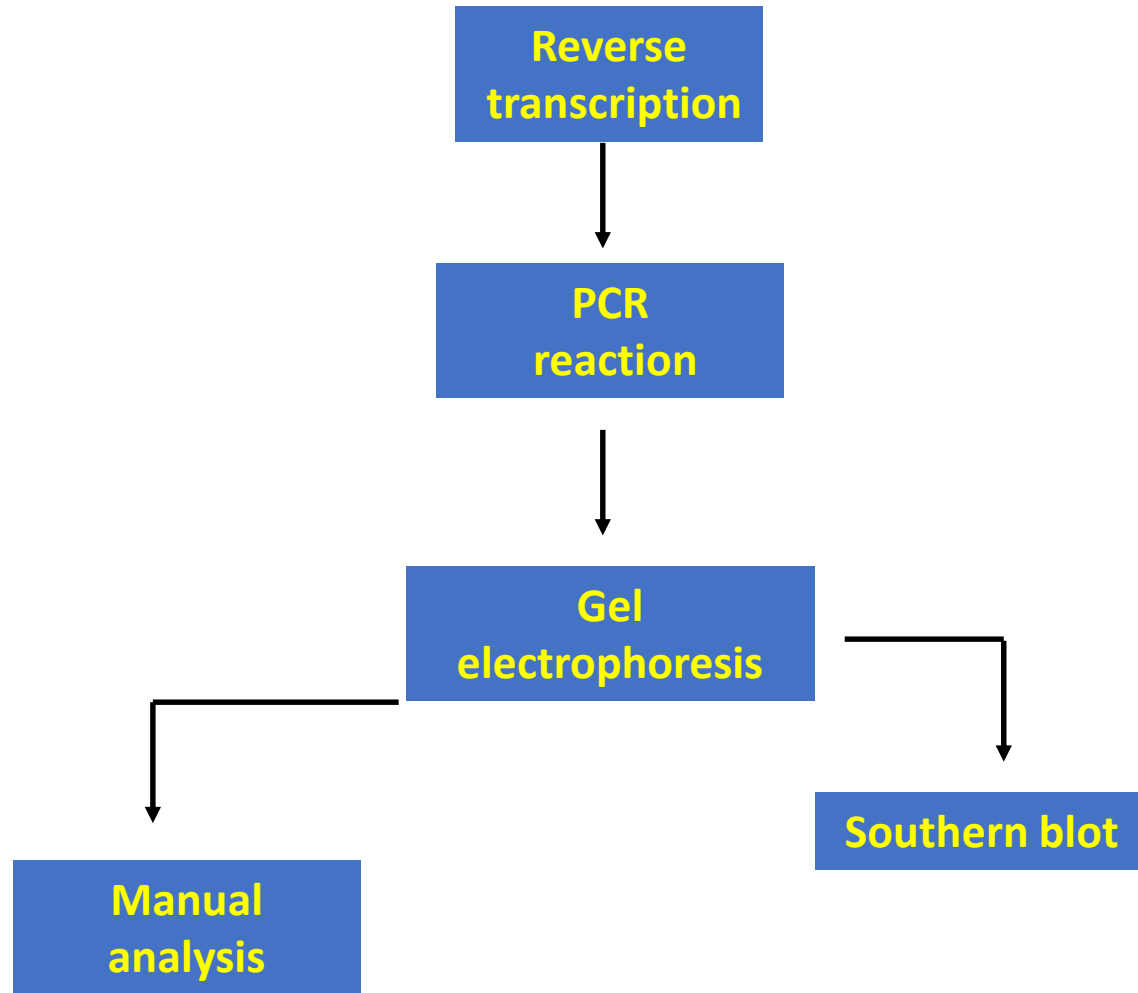 Reverse
transcription
PCR
reaction
Gel
electrophoresis
Southern blot
Manual
analysis